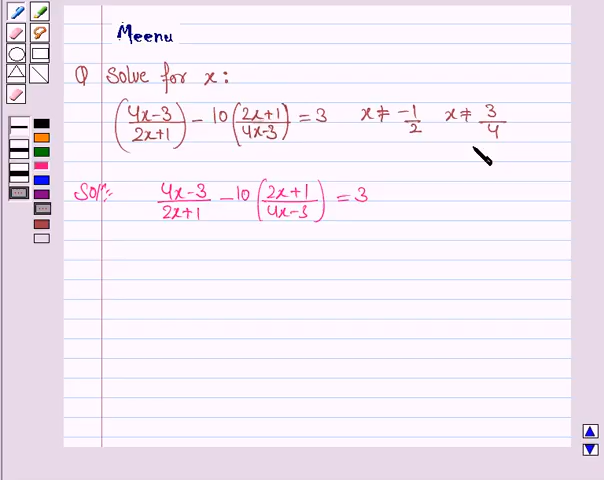 Meenu
Q Solve for x:
(4x-3/2x+1) - 10(2x+1/4x-3) = 3 x ≠ -1/2 x ≠ 3/4
Soln: 4x-3/2x+1 - 10(2x+1/4x-3) = 3